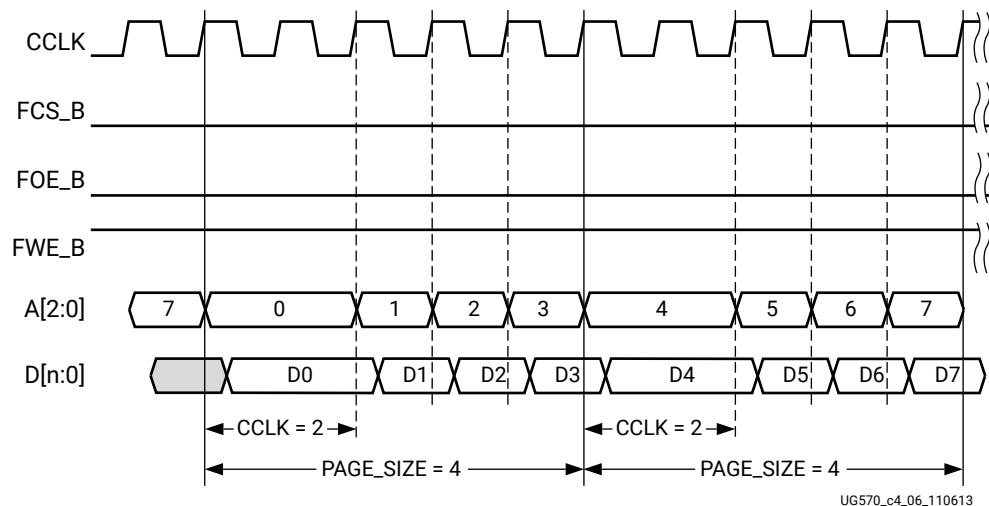 CCLK
FCS_B
FOE_B
FWE_B
A[2:0] 7 0 1 2 3 4 5 6 7
D[n:0] D0 D1 D2 D3 D4 D5 D6 D7
CCLK = 2 CCLK = 2
PAGE_SIZE = 4 PAGE_SIZE = 4
UG570_c4_06_110613